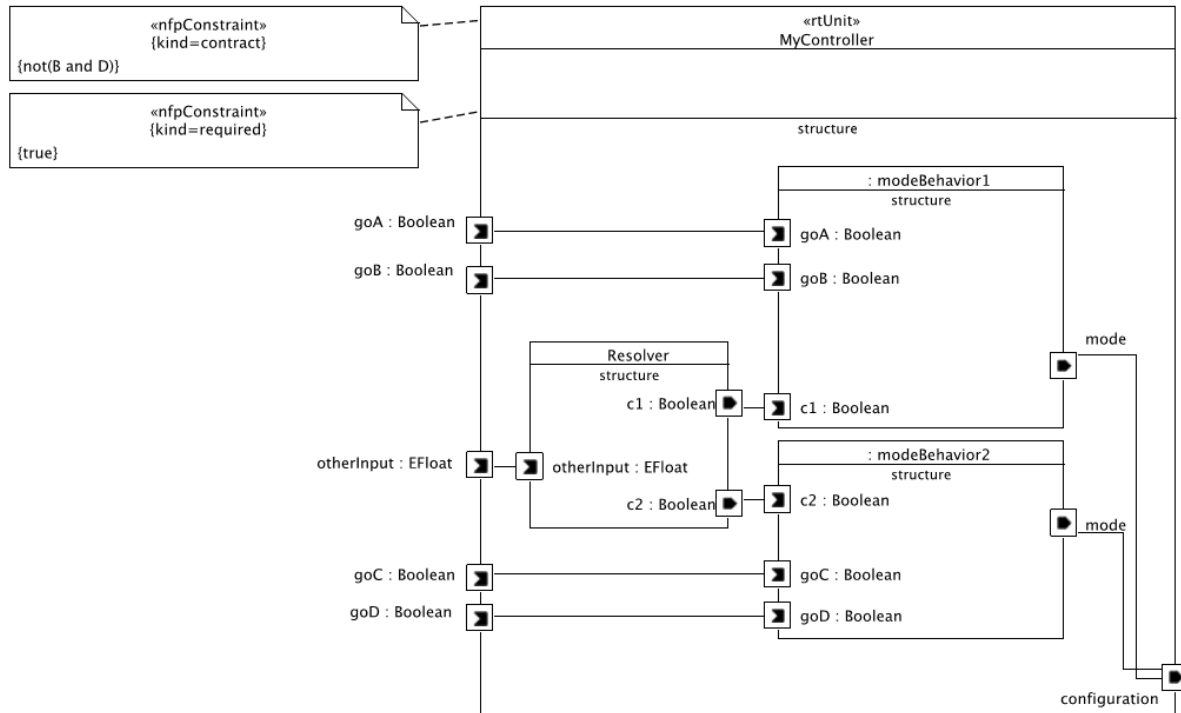 «nfpConstraint»
{kind=contract}
{not(B and D)}
«nfpConstraint»
{kind=required}
{true}
«rtUnit»
MyController
structure
: modeBehavior1
structure
goA : Boolean
goA : Boolean
goB : Boolean
goB : Boolean
mode
Resolver
structure
c1 : Boolean
c1 : Boolean
: modeBehavior2
structure
otherInput : EFloat
otherInput : EFloat
c2 : Boolean
c2 : Boolean
mode
goC : Boolean
goC : Boolean
goD : Boolean
goD : Boolean
configuration